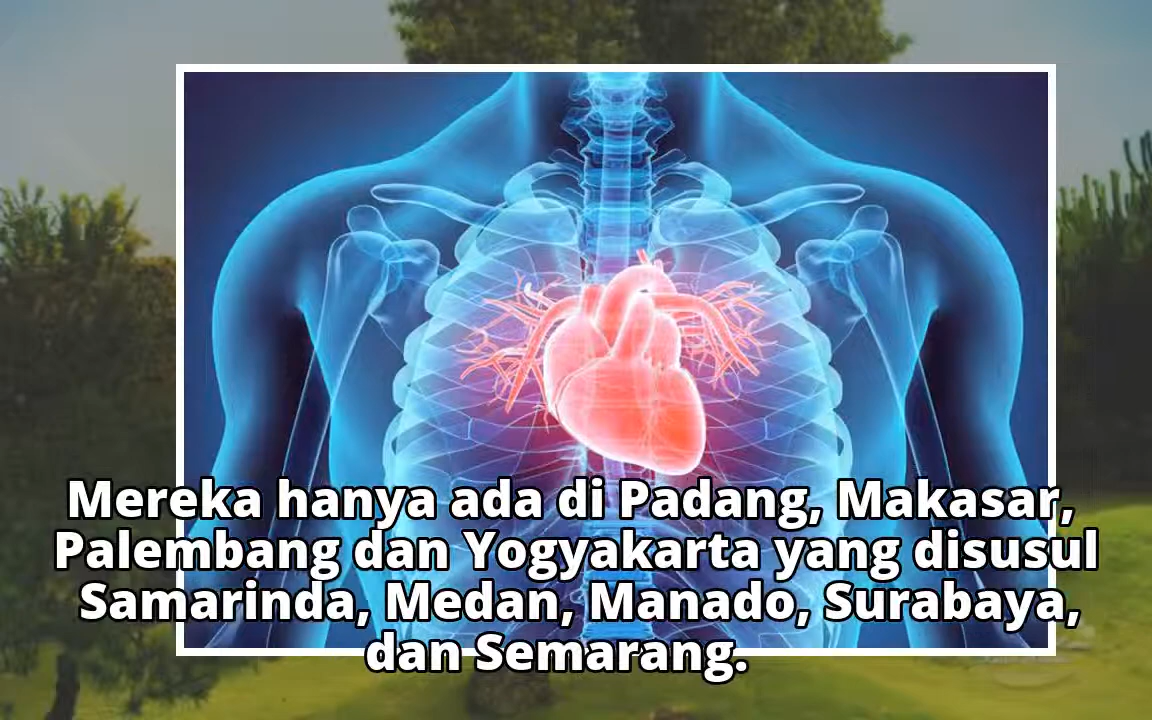 Mereka hanya ada di Padang, Makasar,
Palembang dan Yogyakarta yang disusul
Samarinda, Medan, Manado, Surabaya,
dan Semarang.